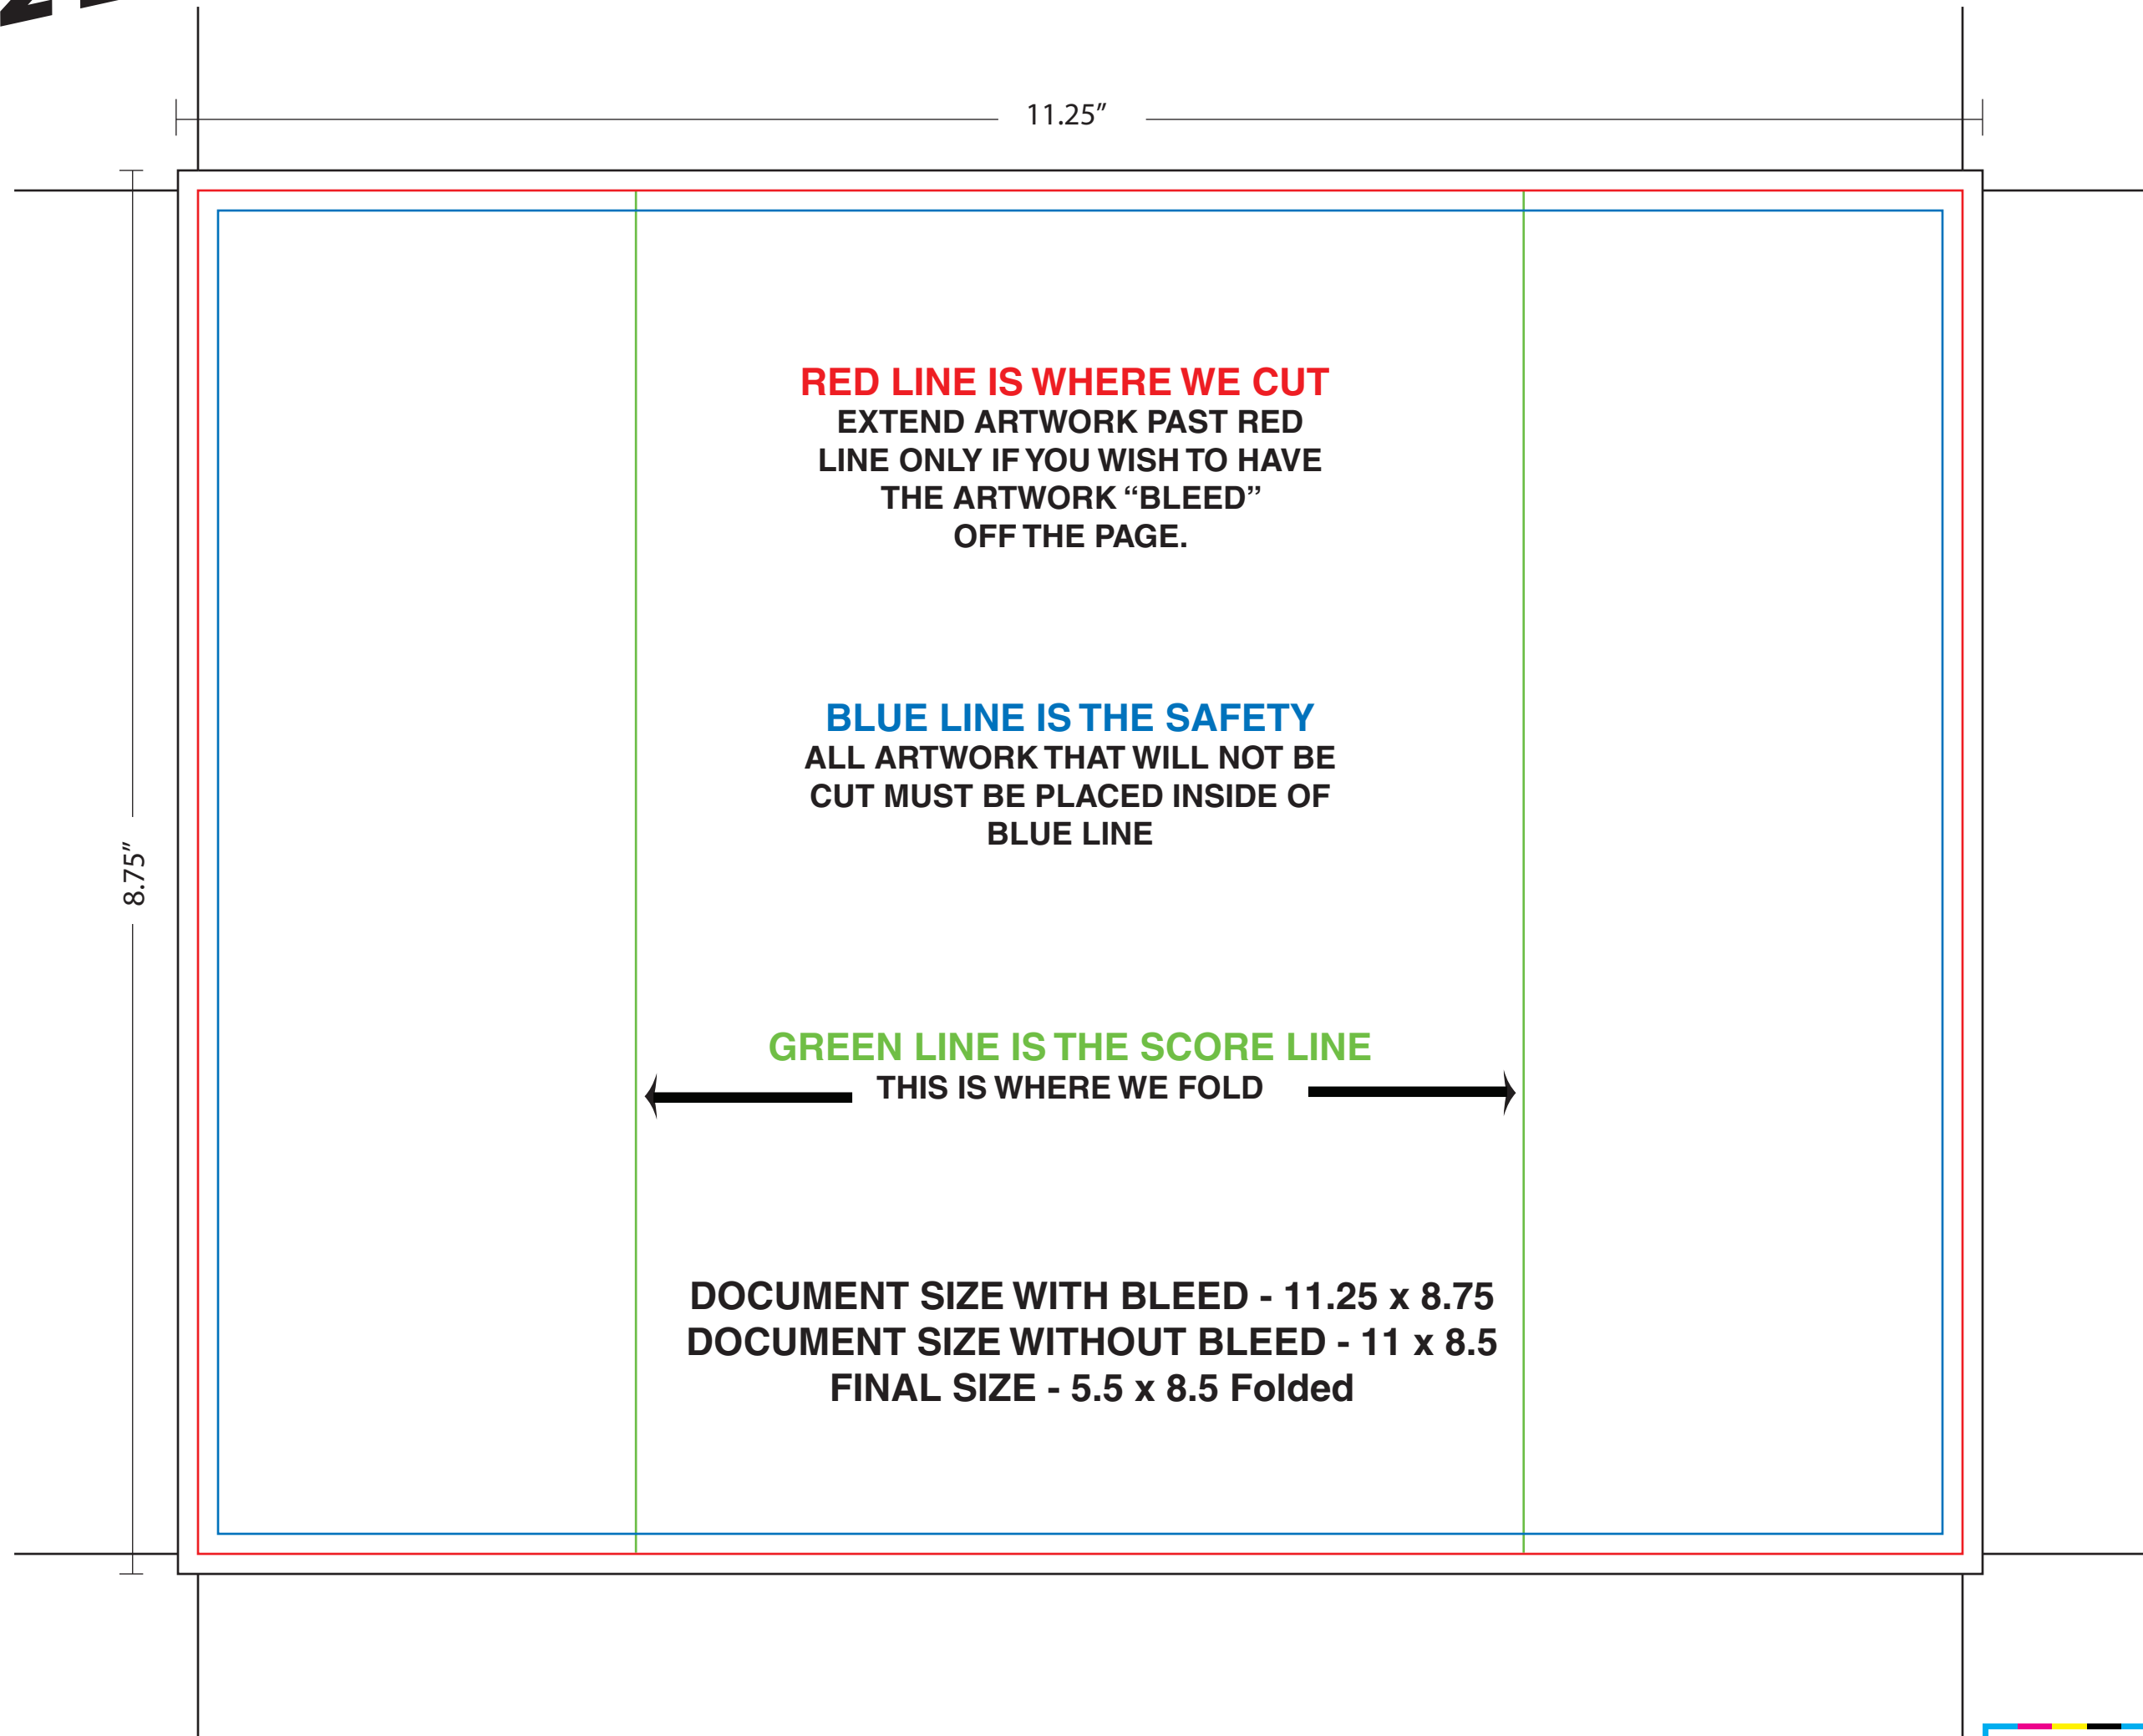 11.25”
8.75”
RED LINE IS WHERE WE CUT
EXTEND ARTWORK PAST RED
LINE ONLY IF YOU WISH TO HAVE
THE ARTWORK “BLEED”
OFF THE PAGE.
BLUE LINE IS THE SAFETY
ALL ARTWORK THAT WILL NOT BE
CUT MUST BE PLACED INSIDE OF
BLUE LINE
GREEN LINE IS THE SCORE LINE
THIS IS WHERE WE FOLD
DOCUMENT SIZE WITH BLEED - 11.25 x 8.75
DOCUMENT SIZE WITHOUT BLEED - 11 x 8.5
FINAL SIZE - 5.5 x 8.5 Folded